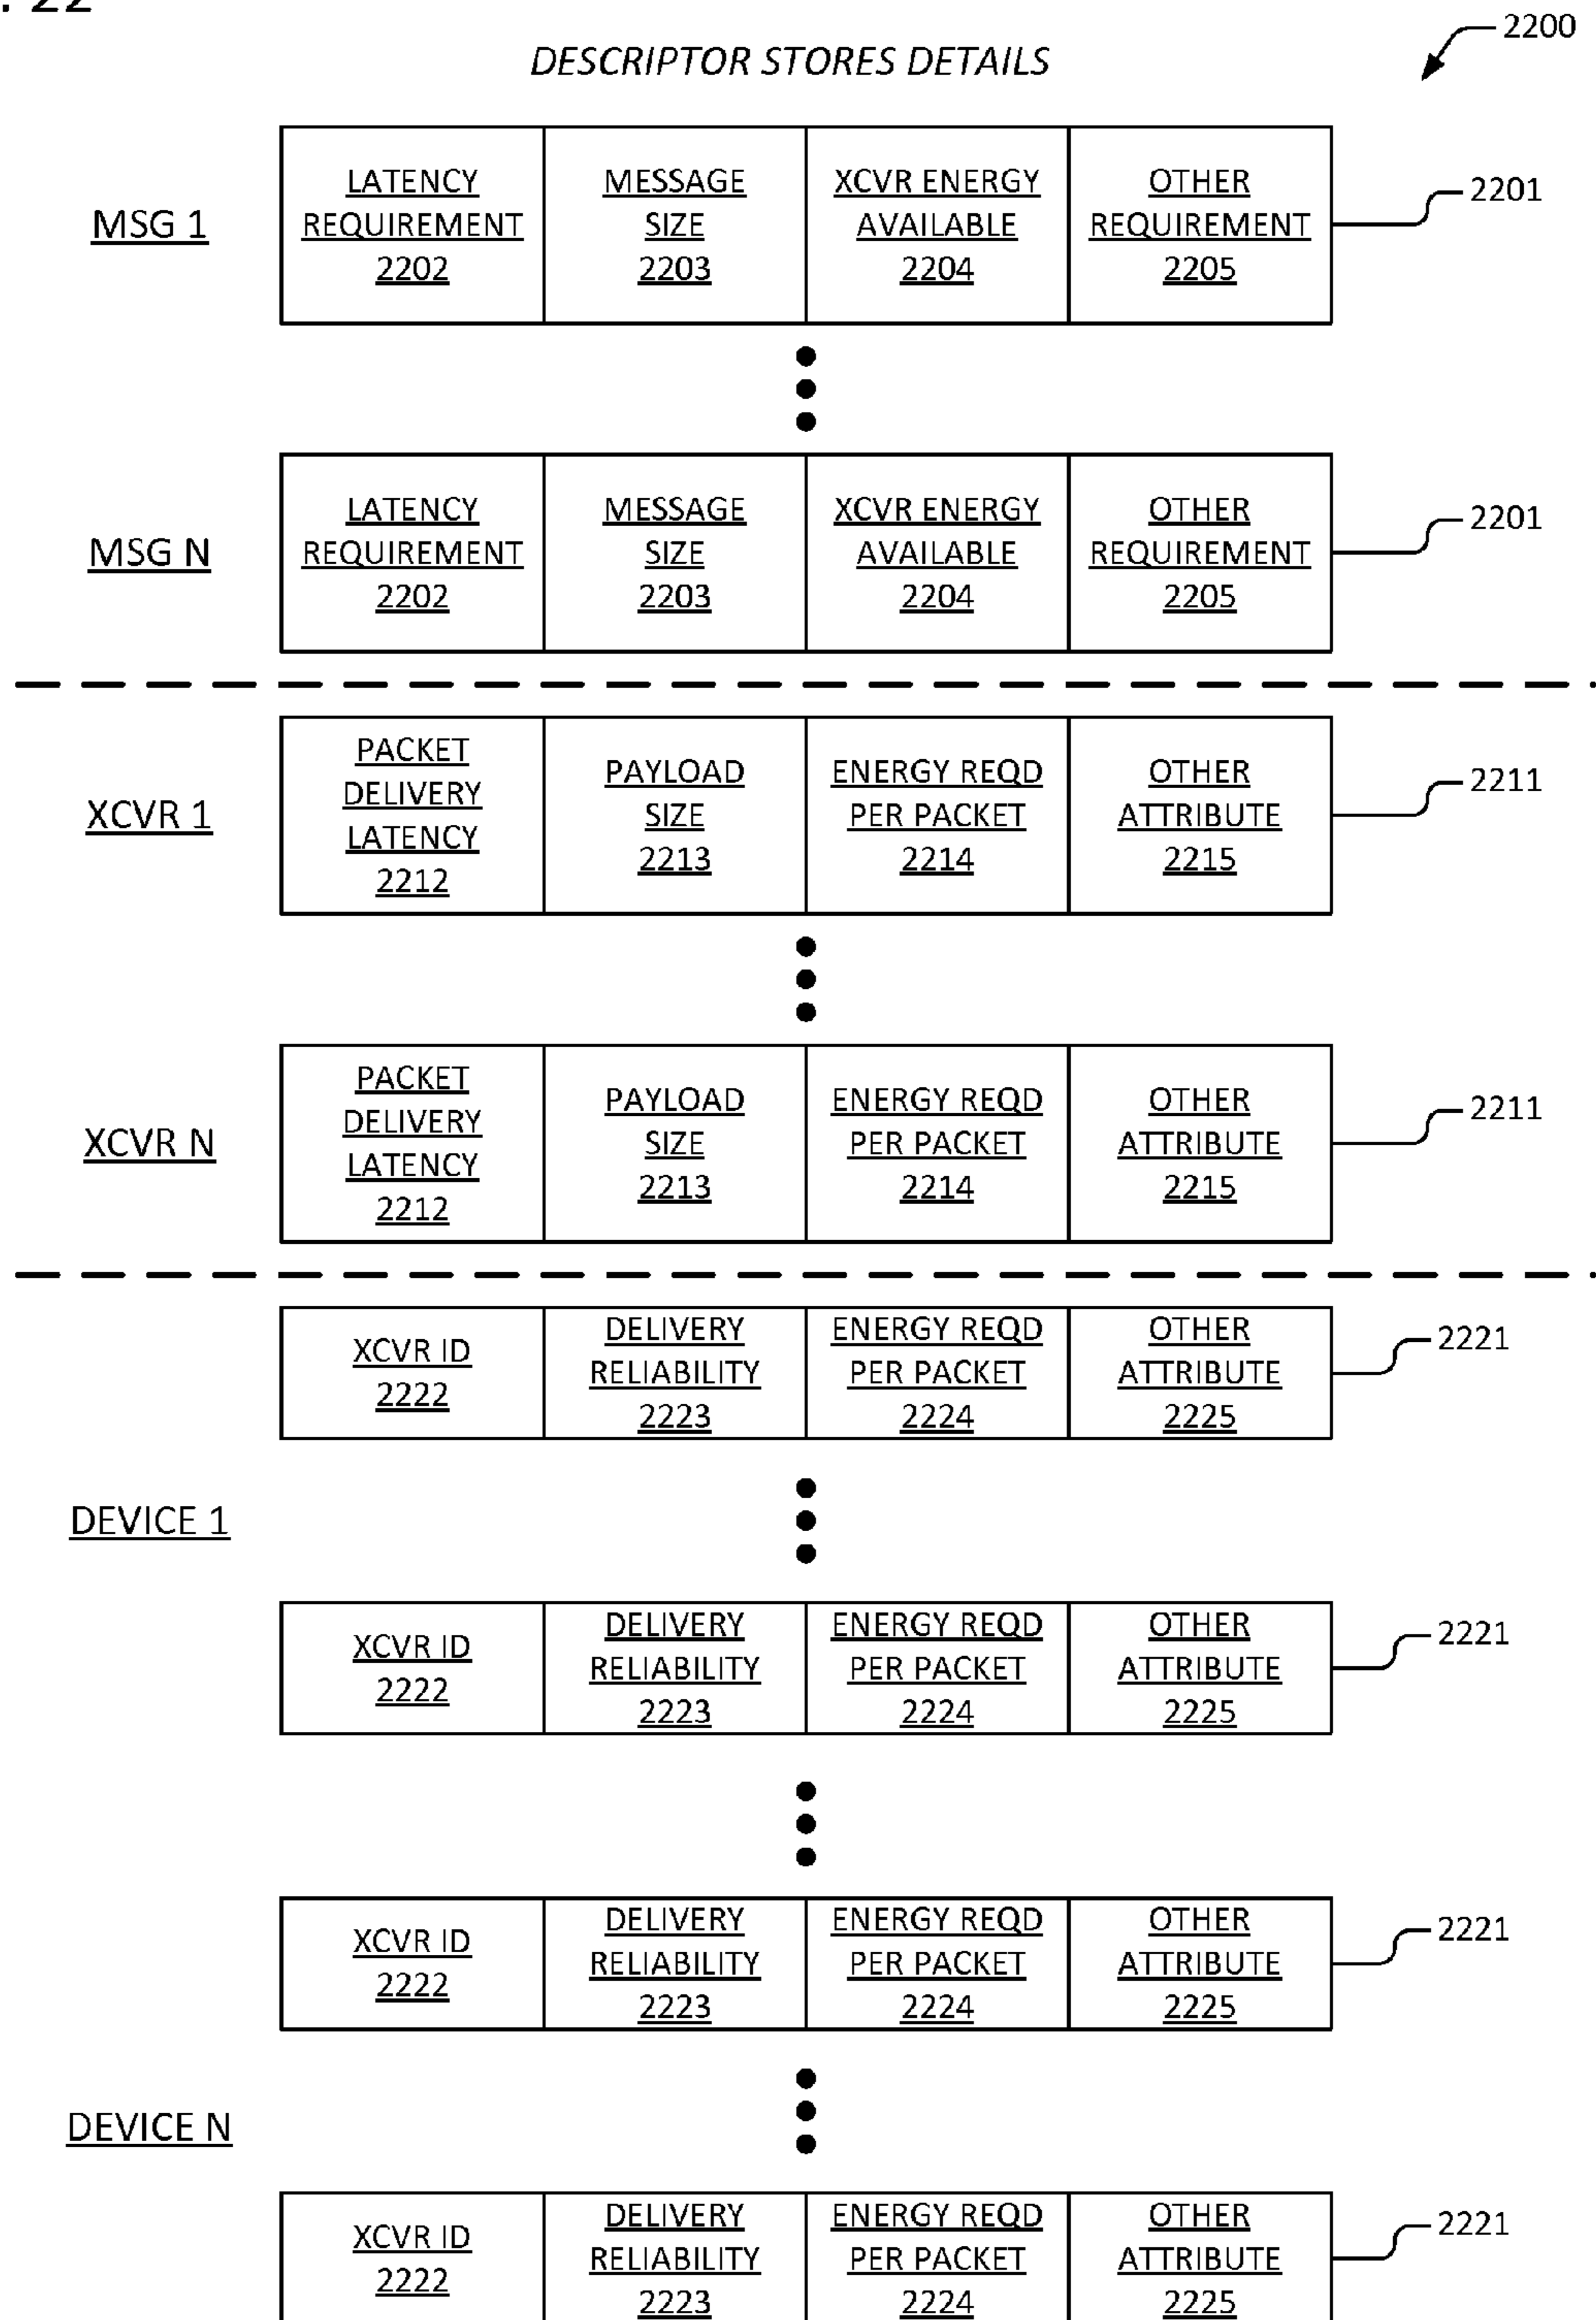 . 22
2200
DESCRIPTOR STORES DETAILS
MSG 1
LATENCY
REQUIREMENT
2202
MESSAGE
SIZE
2203
XCVR ENERGY
AVAILABLE
2204
OTHER
REQUIREMENT
2205
2201
MSG N
LATENCY
REQUIREMENT
2202
MESSAGE
SIZE
2203
XCVR ENERGY
AVAILABLE
2204
OTHER
REQUIREMENT
2205
2201
XCVR 1
PACKET
DELIVERY
LATENCY
2212
PAYLOAD
SIZE
2213
ENERGY REQD
PER PACKET
2214
OTHER
ATTRIBUTE
2215
2211
XCVR N
PACKET
DELIVERY
LATENCY
2212
PAYLOAD
SIZE
2213
ENERGY REQD
PER PACKET
2214
OTHER
ATTRIBUTE
2215
2211
XCVR ID
2222
DELIVERY
RELIABILITY
2223
ENERGY REQD
PER PACKET
2224
OTHER
ATTRIBUTE
2225
2221
DEVICE 1
XCVR ID
2222
DELIVERY
RELIABILITY
2223
ENERGY REQD
PER PACKET
2224
OTHER
ATTRIBUTE
2225
2221
XCVR ID
2222
DELIVERY
RELIABILITY
2223
ENERGY REQD
PER PACKET
2224
OTHER
ATTRIBUTE
2225
2221
DEVICE N
XCVR ID
2222
DELIVERY
RELIABILITY
2223
ENERGY REQD
PER PACKET
2224
OTHER
ATTRIBUTE
2225
2221